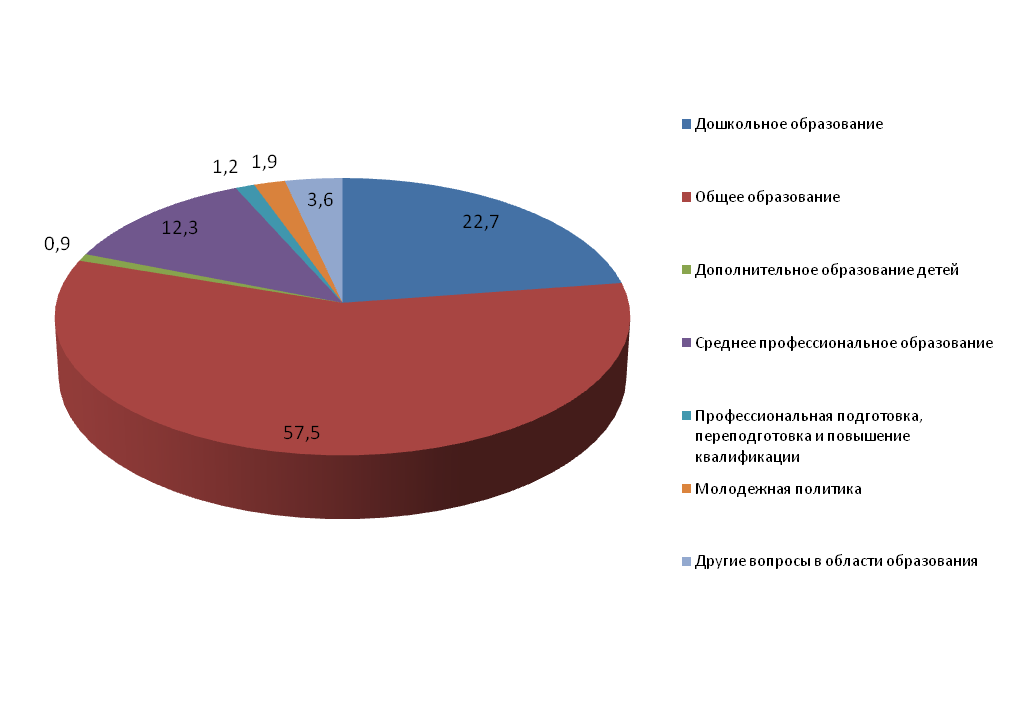 1,2
1,9
3,6
22,7
12,3
0,9
57,5
Дошкольное образование
Общее образование
Дополнительное образование детей
Среднее профессиональное образование
Профессиональная подготовка,
переподготовка и повышение
квалификации
Молодежная политика
Другие вопросы в области образования